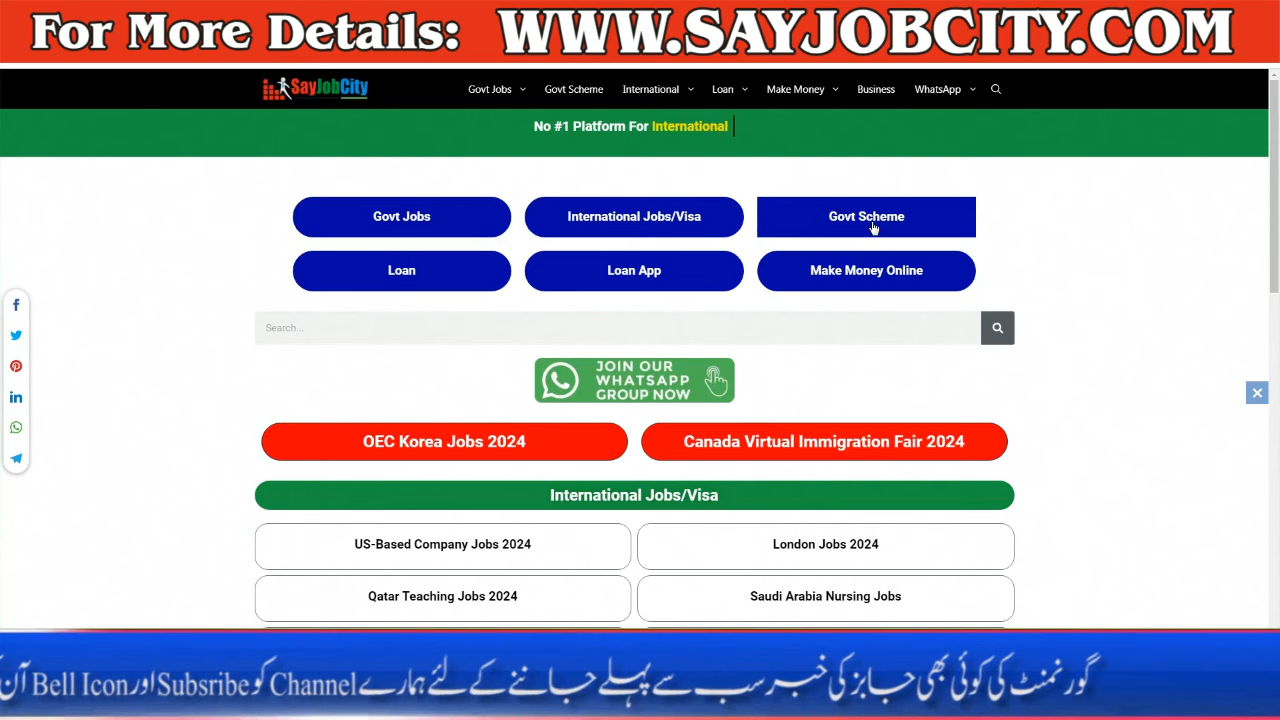 For More Details: WWW.SAYJOBCITY.COM
SayJobCity
Govt Jobs Govt Scheme International Loan Make Money Business WhatsApp
No #1 Platform For International
Govt Jobs International Jobs/Visa Govt Scheme
Loan Loan App Make Money Online
Search...
JOIN OUR
WHATSAPP
GROUP NOW
OEC Korea Jobs 2024 Canada Virtual Immigration Fair 2024
International Jobs/Visa
US-Based Company Jobs 2024 London Jobs 2024
Qatar Teaching Jobs 2024 Saudi Arabia Nursing Jobs
گورنمنٹ کی کوئی بھی جابز کی خبر سب سے پہلے جاننے کے لئے ہمارے Channel کو Subsribe اور Bell Icon آن